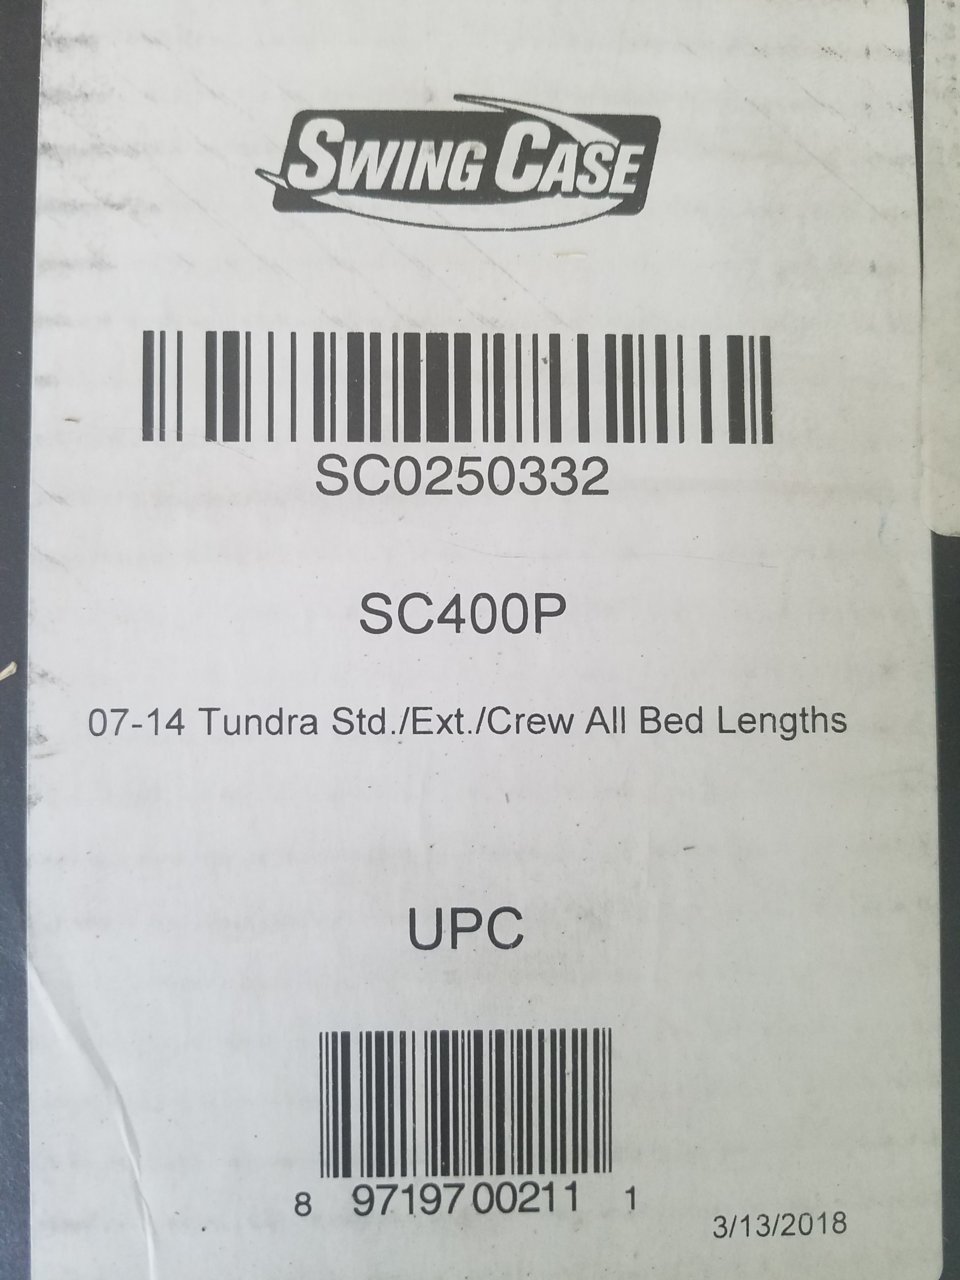 SWING CASE
SC0250332
SC400P
07-14 Tundra Std./Ext./Crew All Bed Lengths
UPC
8 97197 00211 1
3/13/2018